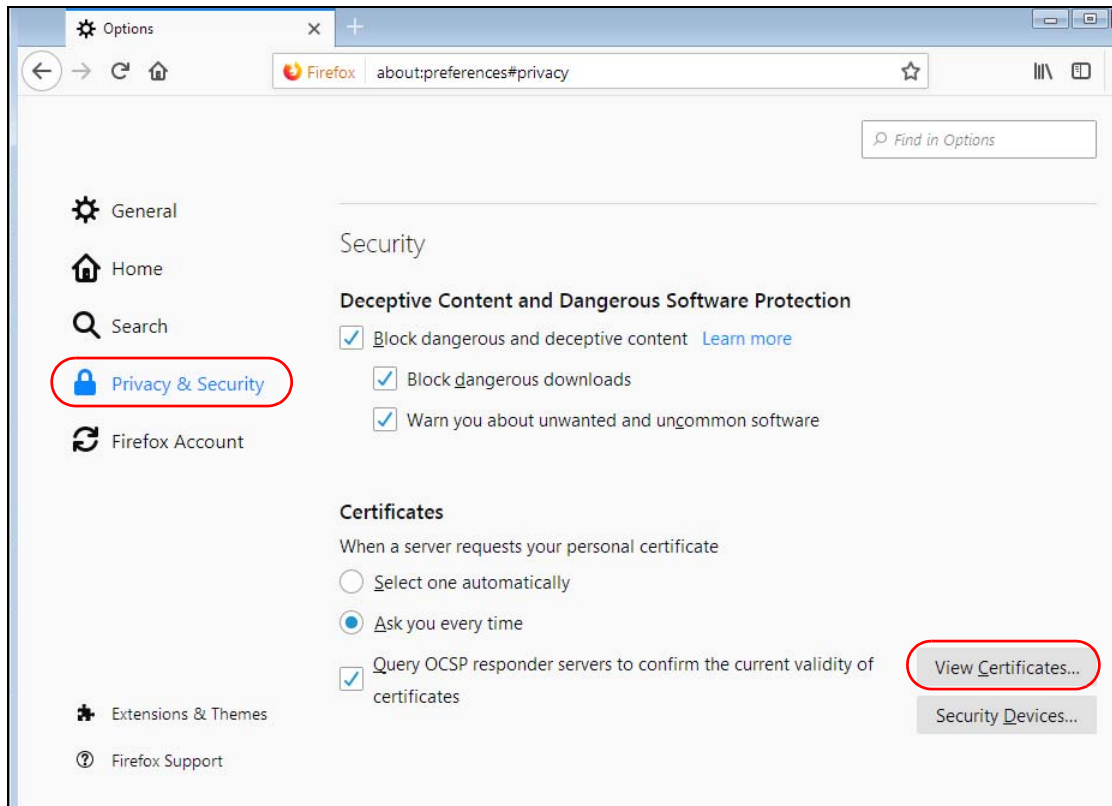 Options
Firefox about:preferences#privacy
Find in Options
General
Home
Search
Privacy & Security
Firefox Account
Extensions & Themes
Firefox Support
Security
Deceptive Content and Dangerous Software Protection
Block dangerous and deceptive content Learn more
Block dangerous downloads
Warn you about unwanted and uncommon software
Certificates
When a server requests your personal certificate
Select one automatically
Ask you every time
Query OCSP responder servers to confirm the current validity of
certificates
View Certificates...
Security Devices...